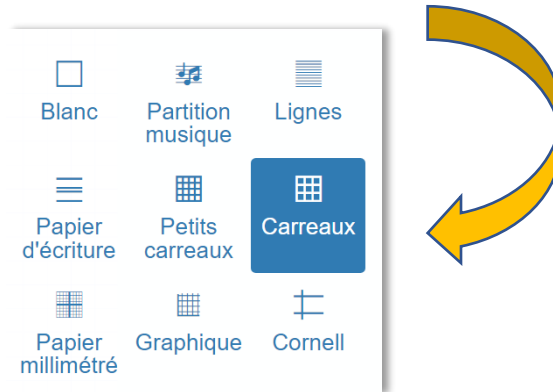 Blanc
Partition
musique
Lignes
Papier
d'écriture
Petits
carreaux
Carreaux
Papier
millimétré
Graphique
Cornell